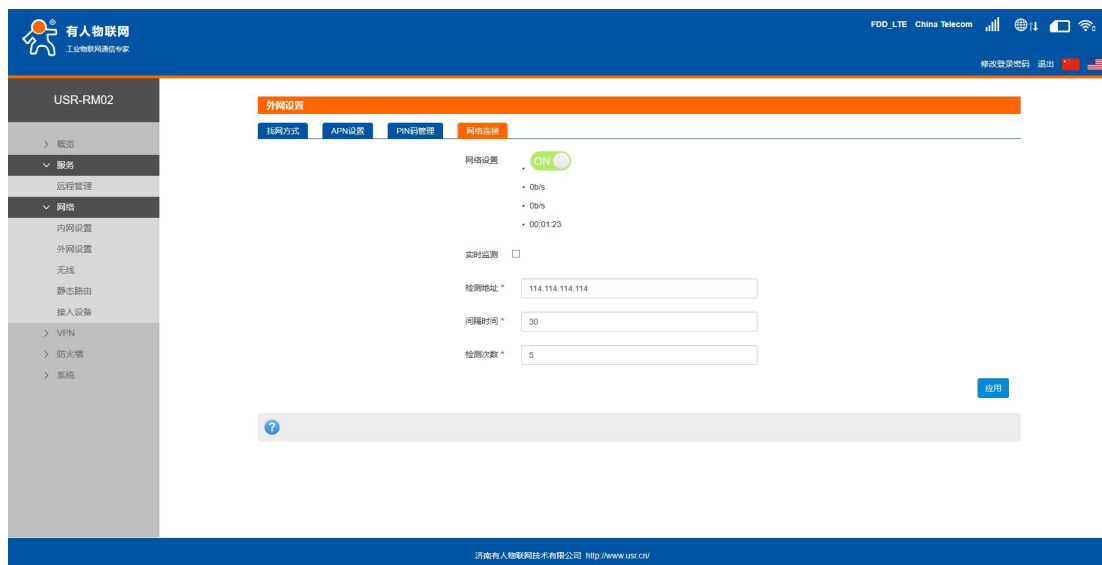 有人物联网
工业物联网通信专家
FDD_LTE China Telecom
修改登录密码 退出
USR-RM02
外网设置
找网方式 APN设置 PIN码管理 网络连接
> 概览
服务
远程管理
网络
内网设置
外网设置
无线
静态路由
接入设备
> VPN
> 防火墙
> 系统
网络设置 ON
• 0b/s
• 0b/s
• 00:01:23
实时监测
检测地址 * 114.114.114.114
间隔时间 * 30
检测次数 * 5
应用
?
济南有人物联网技术有限公司 http://www.usr.cn/